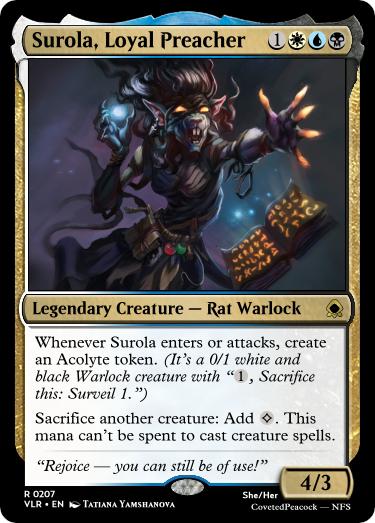 Surola, Loyal Preacher 1
Legendary Creature — Rat Warlock
Whenever Surola enters or attacks, create
an Acolyte token. (It's a 0/1 white and
black Warlock creature with “1, Sacrifice
this: Surveil 1.”)
Sacrifice another creature: Add. This
mana can't be spent to cast creature spells.
“Rejoice — you can still be of use!”
4/3
R 0207
VLR • EN Tatiana Yamshanova
She/Her
CovetedPeacock — NFS